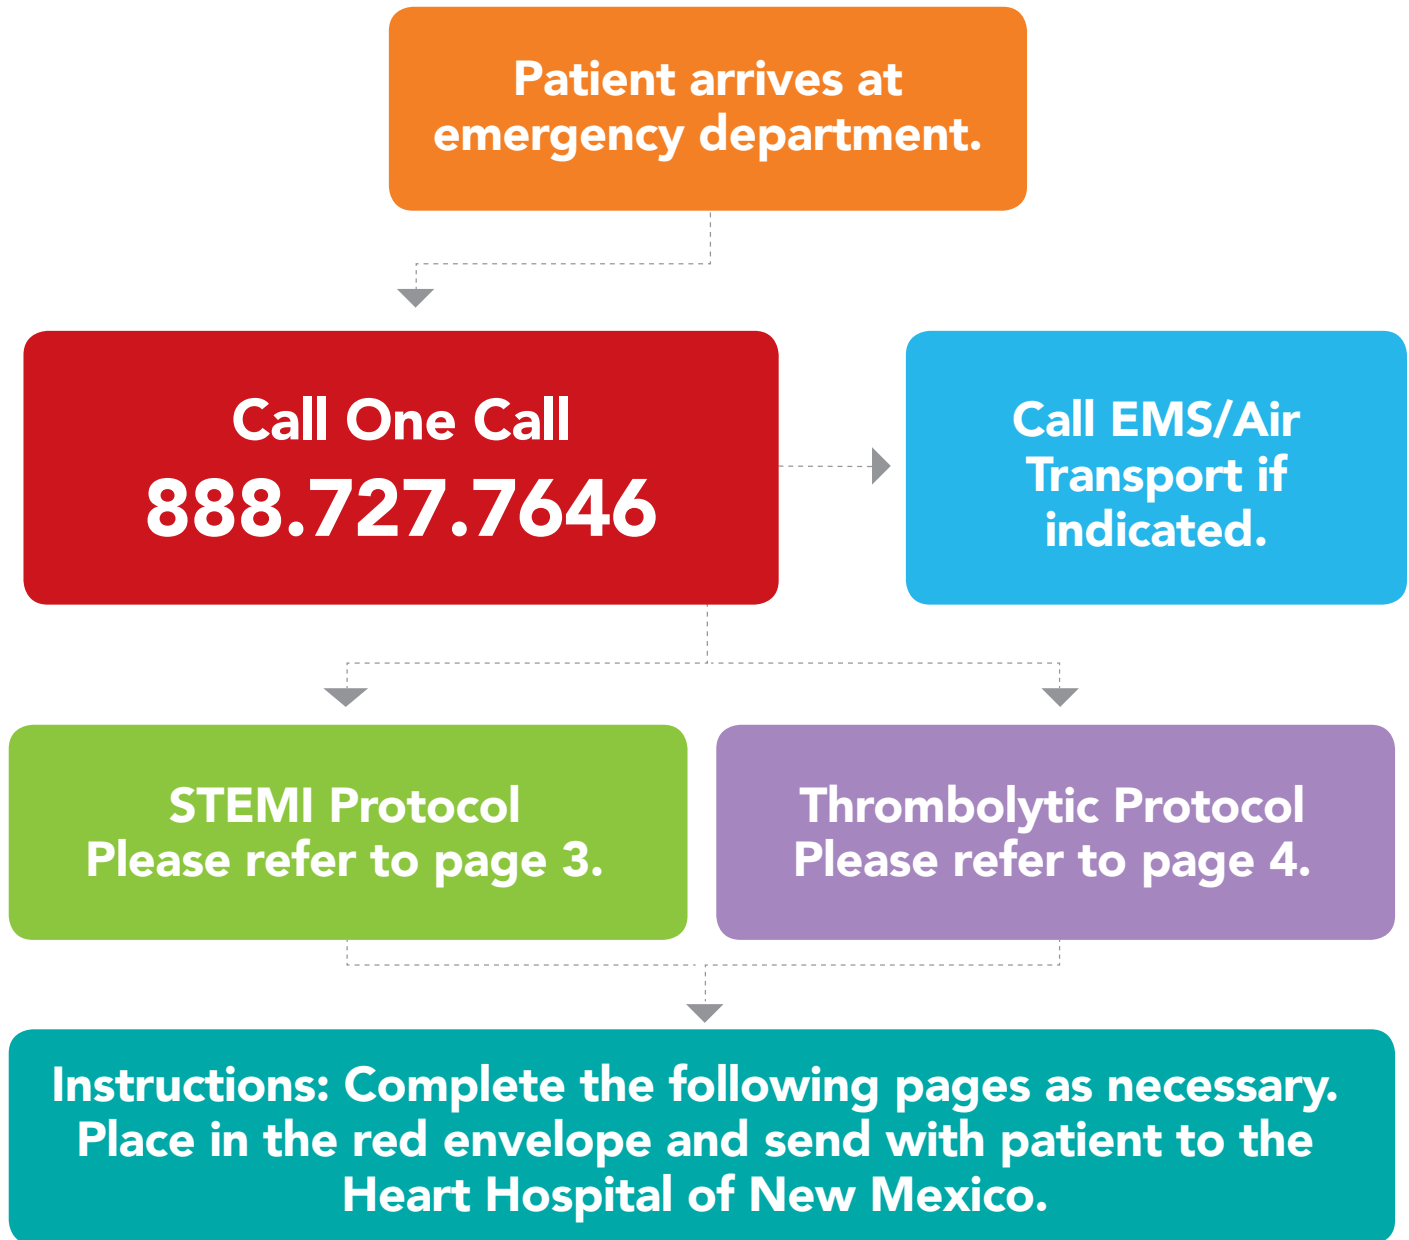 Patient arrives at
emergency department.
Call One Call
888.727.7646
Call EMS/Air
Transport if
indicated.
STEMI Protocol
Please refer to page 3.
Thrombolytic Protocol
Please refer to page 4.
Instructions: Complete the following pages as necessary.
Place in the red envelope and send with patient to the
Heart Hospital of New Mexico.